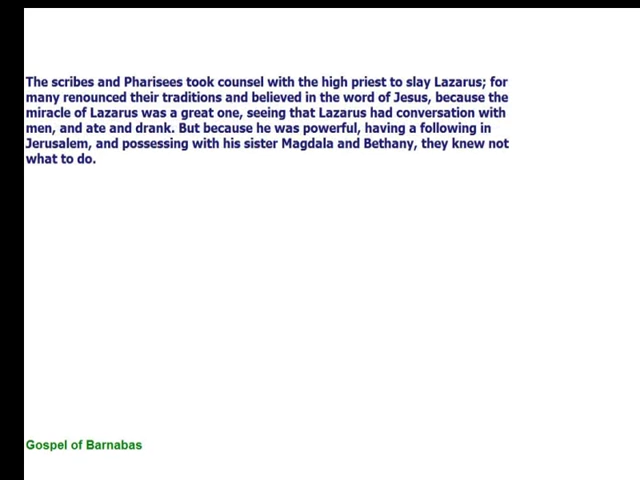 The scribes and Pharisees took counsel with the high priest to slay Lazarus; for
many renounced their traditions and believed in the word of Jesus, because the
miracle of Lazarus was a great one, seeing that Lazarus had conversation with
men, and ate and drank. But because he was powerful, having a following in
Jerusalem, and possessing with his sister Magdala and Bethany, they knew not
what to do.
Gospel of Barnabas